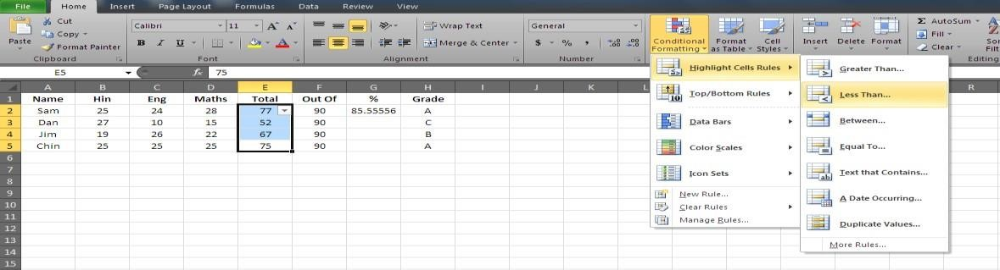 File Home Insert Page Layout Formulas Data Review View
Cut
Copy
Format Painter
Paste
Clipboard
Calibri 11 A A
B I U A
Font
Wrap Text
Merge & Center
Alignment
General
$ % , .0 .00 .00 .0
Number
Conditional Formatting
Format as Table
Cell Styles
Insert Delete Format
Σ AutoSum
Fill
Clear
Editing
E5 fx 75
A B C D E F G H I J K L R
1 Name Hin Eng Maths Total Out Of % Grade
2 Sam 25 24 28 77 90 85.55556 A
3 Dan 27 10 15 52 90 C
4 Jim 19 26 22 67 90 B
5 Chin 25 25 25 75 90 A
6
7
8
9
10
11
12
13
14
15
Highlight Cells Rules
Top/Bottom Rules
Data Bars
Color Scales
Icon Sets
New Rule...
Clear Rules
Manage Rules...
Greater Than...
Less Than...
Between...
Equal To...
Text that Contains...
A Date Occurring...
Duplicate Values...
More Rules...